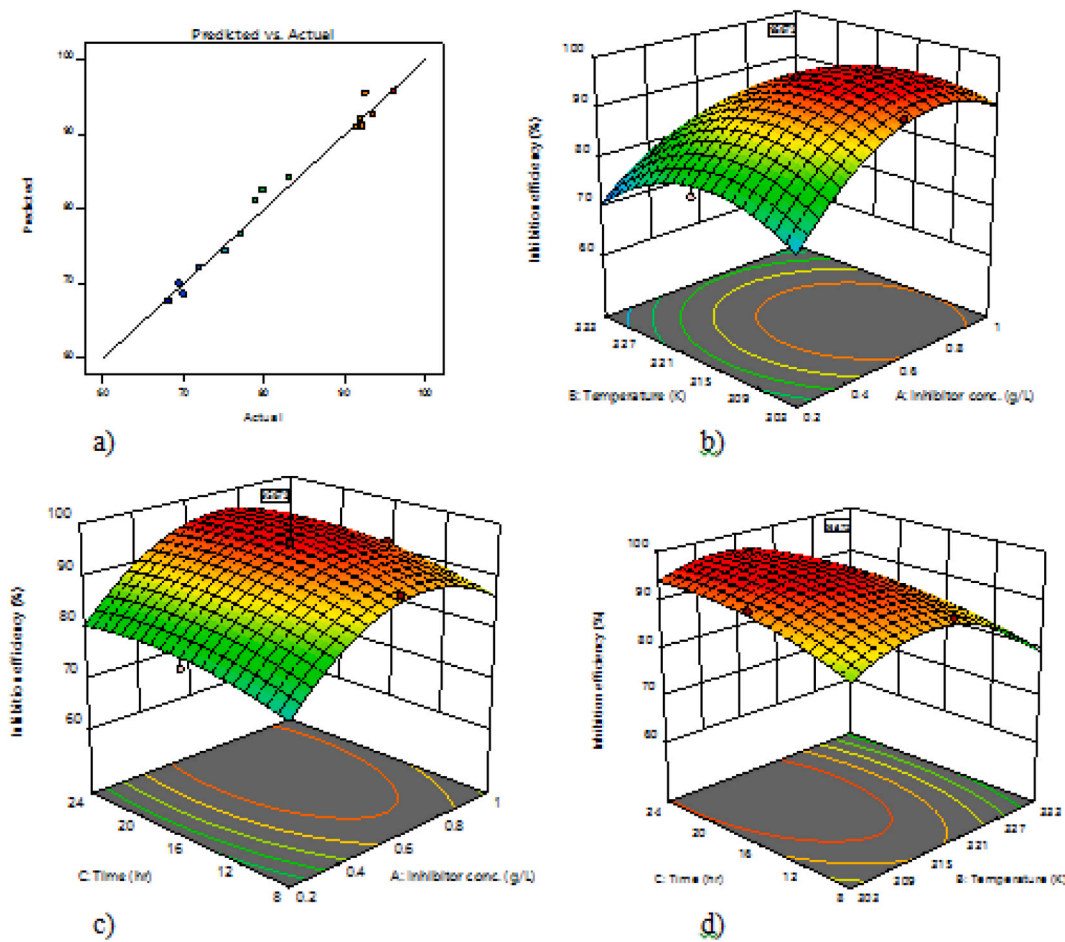 Predicted vs. Actual
100
90
80
70
60
Predicted
60
70
80
90
100
Actual
a)
100
90
80
70
60
Inhibition efficiency (%)
B: Temperature (K)
A: Inhibitor conc. (g/L)
1
0.8
0.6
0.4
b)
100
90
80
70
60
Inhibition efficiency (%)
24
20
16
12
8
C: Time (hr)
0.2
0.4
0.6
0.8
1
A: Inhibitor conc. (g/L)
c)
100
90
80
70
60
Inhibition efficiency (%)
24
20
16
12
8
C: Time (hr)
B: Temperature (K)
d)